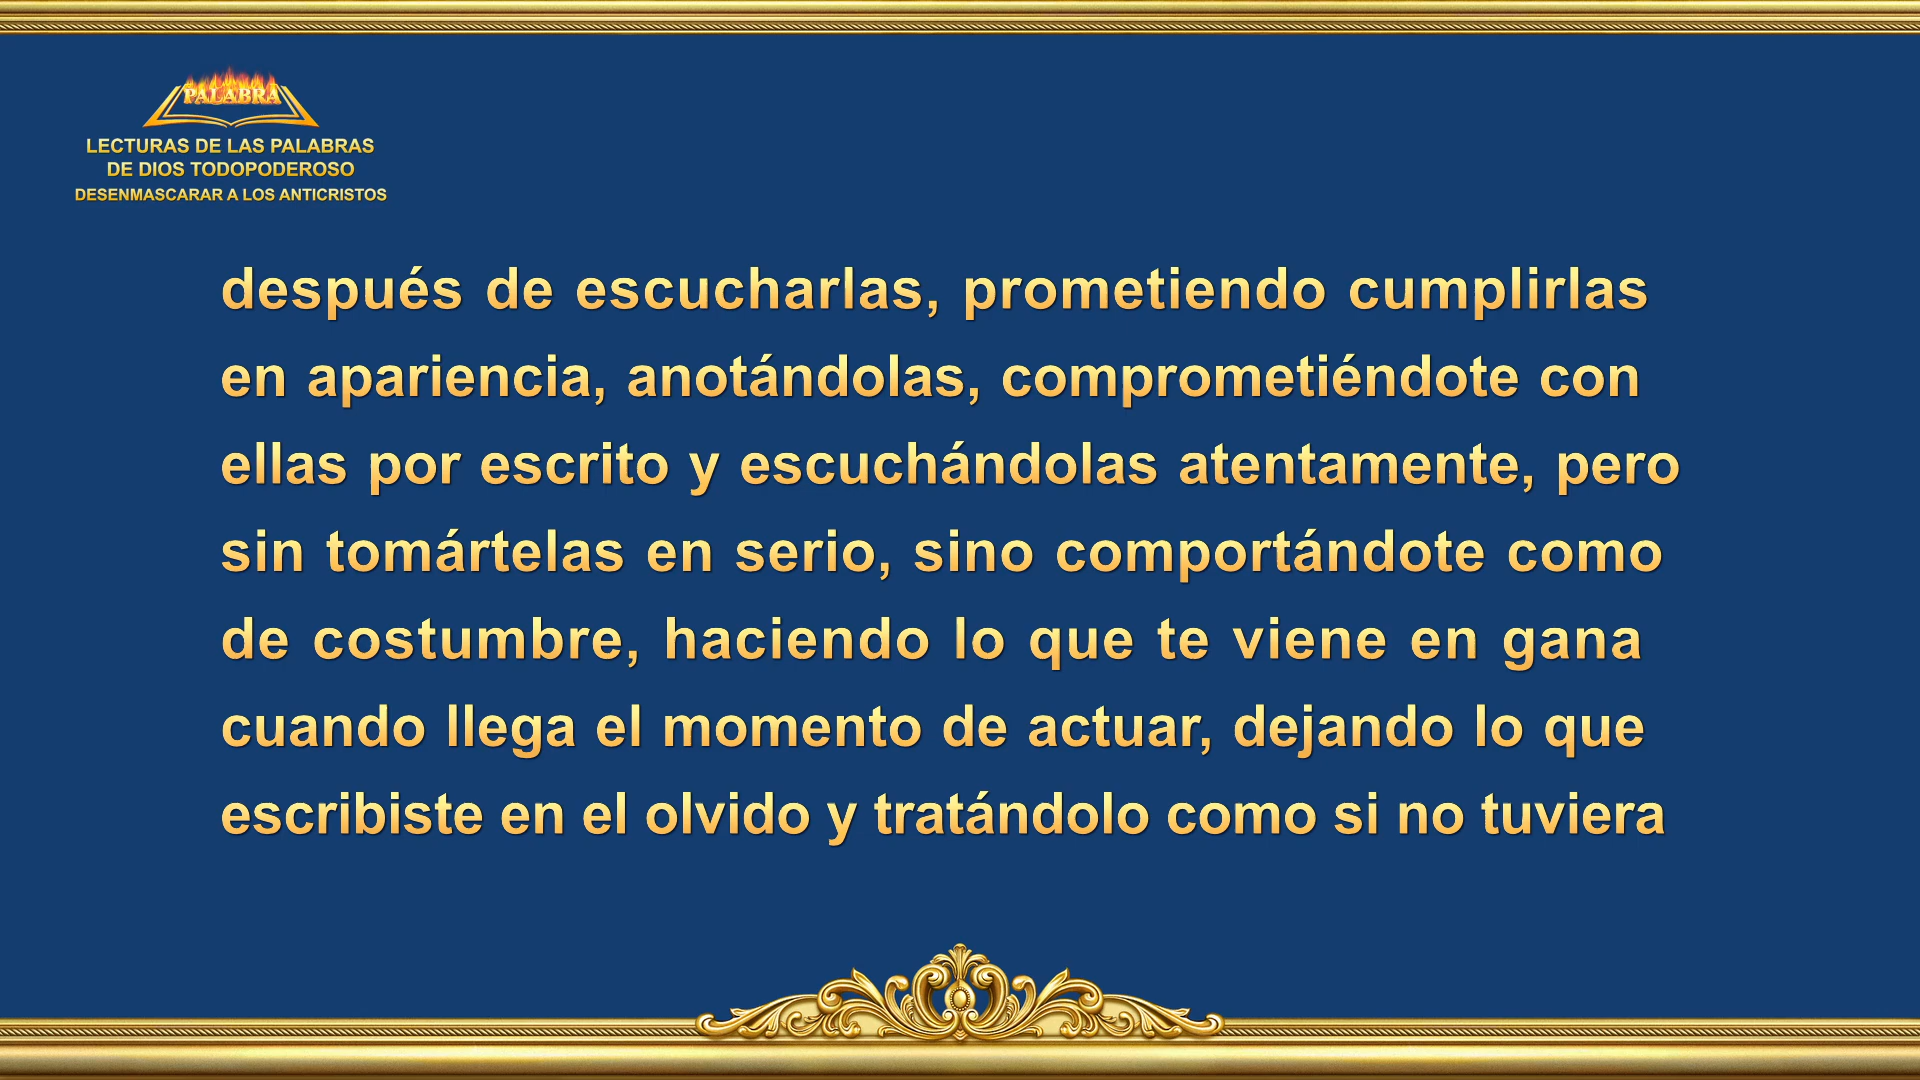 PALABRA
LECTURAS DE LAS PALABRAS
DE DIOS TODOPODEROSO
DESENMASCARAR A LOS ANTICRISTOS
después de escucharlas, prometiendo cumplirlas
en apariencia, anotándolas, comprometiéndote con
ellas por escrito y escuchándolas atentamente, pero
sin tomártelas en serio, sino comportándote como
de costumbre, haciendo lo que te viene en gana
cuando llega el momento de actuar, dejando lo que
escribiste en el olvido y tratándolo como si no tuviera